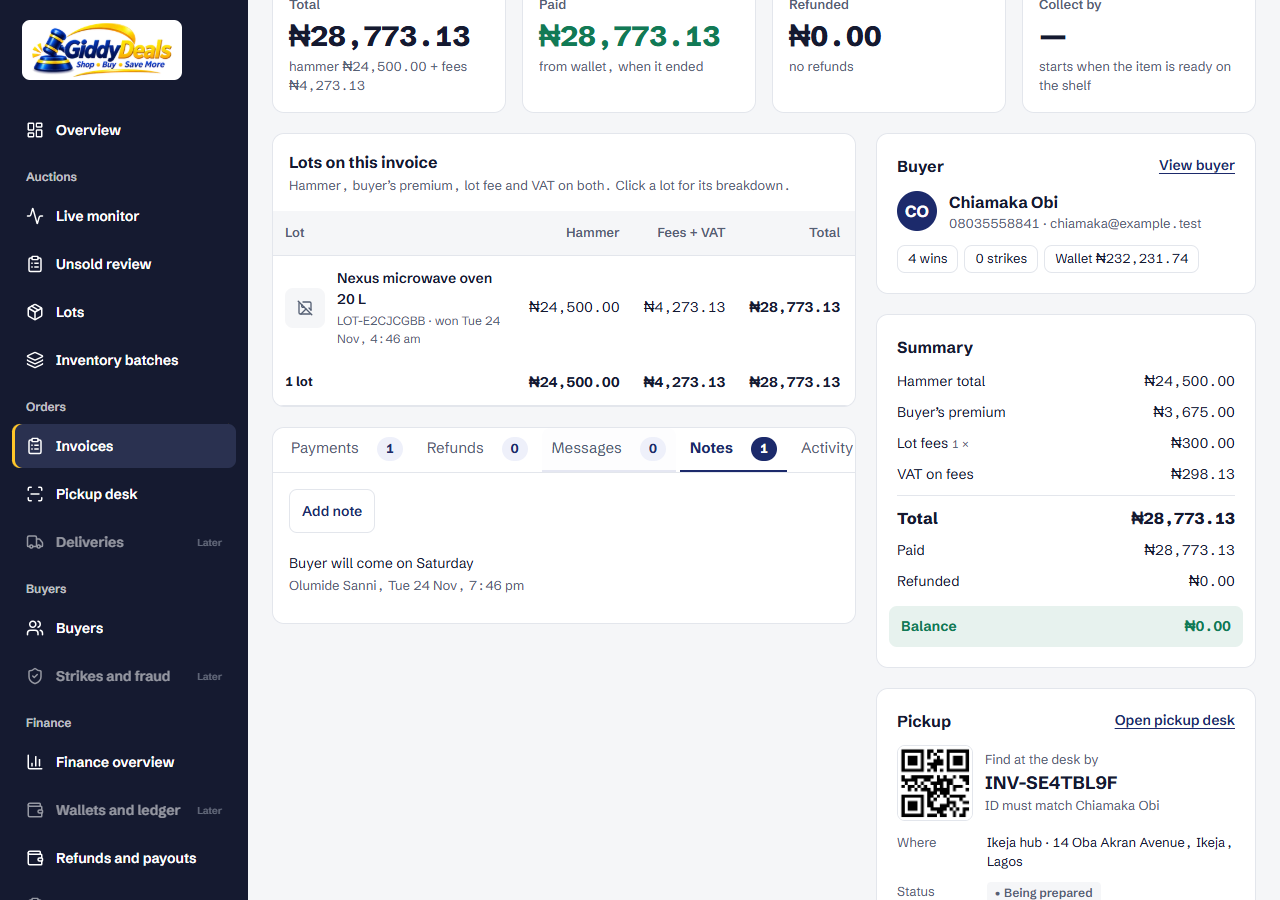 GiddyDeals
Shop • Buy • Save More
Overview
Auctions
Live monitor
Unsold review
Lots
Inventory batches
Orders
Invoices
Pickup desk
Deliveries Later
Buyers
Buyers
Strikes and fraud Later
Finance
Finance overview
Wallets and ledger Later
Refunds and payouts
Total
₦28,773.13
hammer ₦24,500.00 + fees
₦4,273.13
Paid
₦28,773.13
from wallet, when it ended
Refunded
₦0.00
no refunds
Collect by
—
starts when the item is ready on
the shelf
Lots on this invoice
Hammer, buyer’s premium, lot fee and VAT on both. Click a lot for its breakdown.
Lot Hammer Fees + VAT Total
Nexus microwave oven
20 L
LOT-E2CJCGBB · won Tue 24
Nov, 4:46 am
₦24,500.00 ₦4,273.13 ₦28,773.13
1 lot ₦24,500.00 ₦4,273.13 ₦28,773.13
Payments 1 Refunds 0 Messages 0 Notes 1 Activity
Add note
Buyer will come on Saturday
Olumide Sanni, Tue 24 Nov, 7:46 pm
Buyer View buyer
CO
Chiamaka Obi
08035558841 · chiamaka@example.test
4 wins 0 strikes Wallet ₦232,231.74
Summary
Hammer total ₦24,500.00
Buyer’s premium ₦3,675.00
Lot fees 1 × ₦300.00
VAT on fees ₦298.13
Total ₦28,773.13
Paid ₦28,773.13
Refunded ₦0.00
Balance ₦0.00
Pickup Open pickup desk
Find at the desk by
INV-SE4TBL9F
ID must match Chiamaka Obi
Where Ikeja hub · 14 Oba Akran Avenue, Ikeja,
Lagos
Status • Being prepared